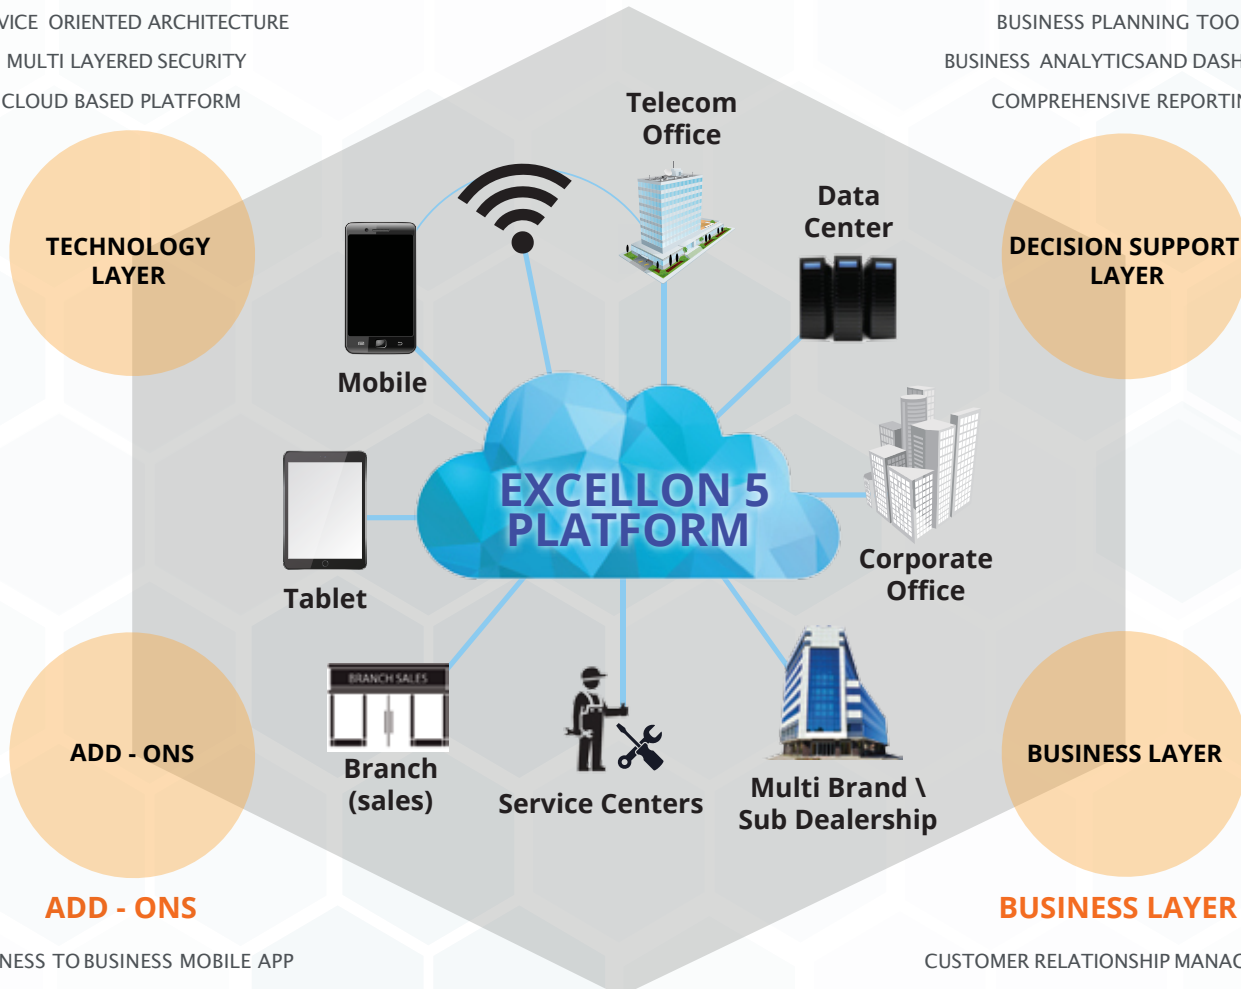 VICE ORIENTED ARCHITECTURE
MULTI LAYERED SECURITY
CLOUD BASED PLATFORM
BUSINESS PLANNING TOO
BUSINESS ANALYTICSAND DASH
COMPREHENSIVE REPORTIN
TECHNOLOGY
LAYER
Telecom
Office
Data
Center
DECISION SUPPORT
LAYER
Mobile
EXCELLON 5
PLATFORM
Tablet
Corporate
Office
BRANCH SALES
Branch
(sales)
Service Centers
Multi Brand \
Sub Dealership
ADD - ONS
BUSINESS LAYER
ADD - ONS
NESS TO BUSINESS MOBILE APP
BUSINESS LAYER
CUSTOMER RELATIONSHIP MANAG